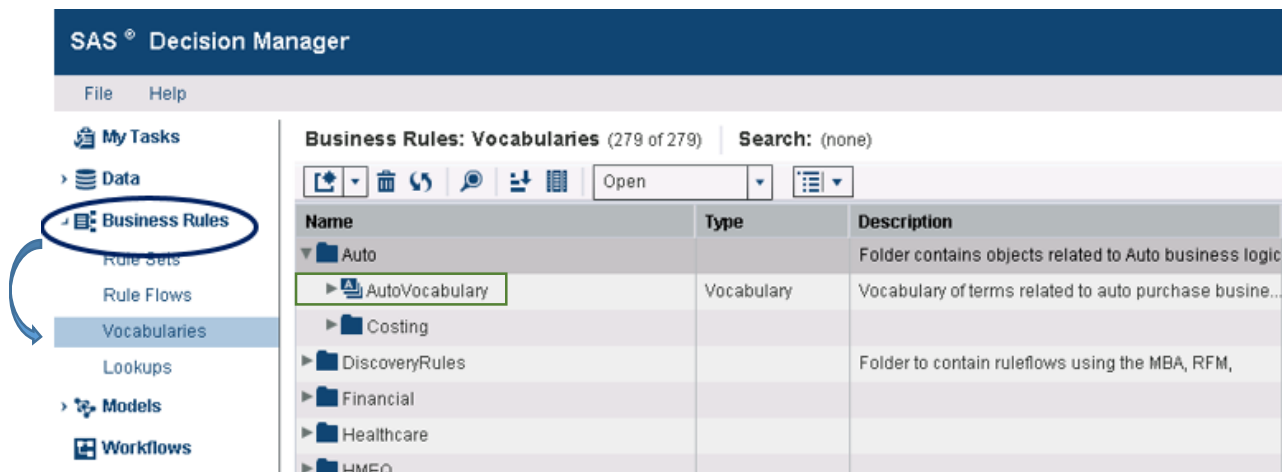 SAS ® Decision Manager
File Help
My Tasks
Data
Business Rules
Rule Sets
Rule Flows
Vocabularies
Lookups
Models
Workflows
Business Rules: Vocabularies (279 of 279) Search: (none)
Open
Name Type Description
Auto Folder contains objects related to Auto business logic
AutoVocabulary Vocabulary Vocabulary of terms related to auto purchase busine...
Costing
DiscoveryRules Folder to contain ruleflows using the MBA, RFM,
Financial
Healthcare
HMEQ